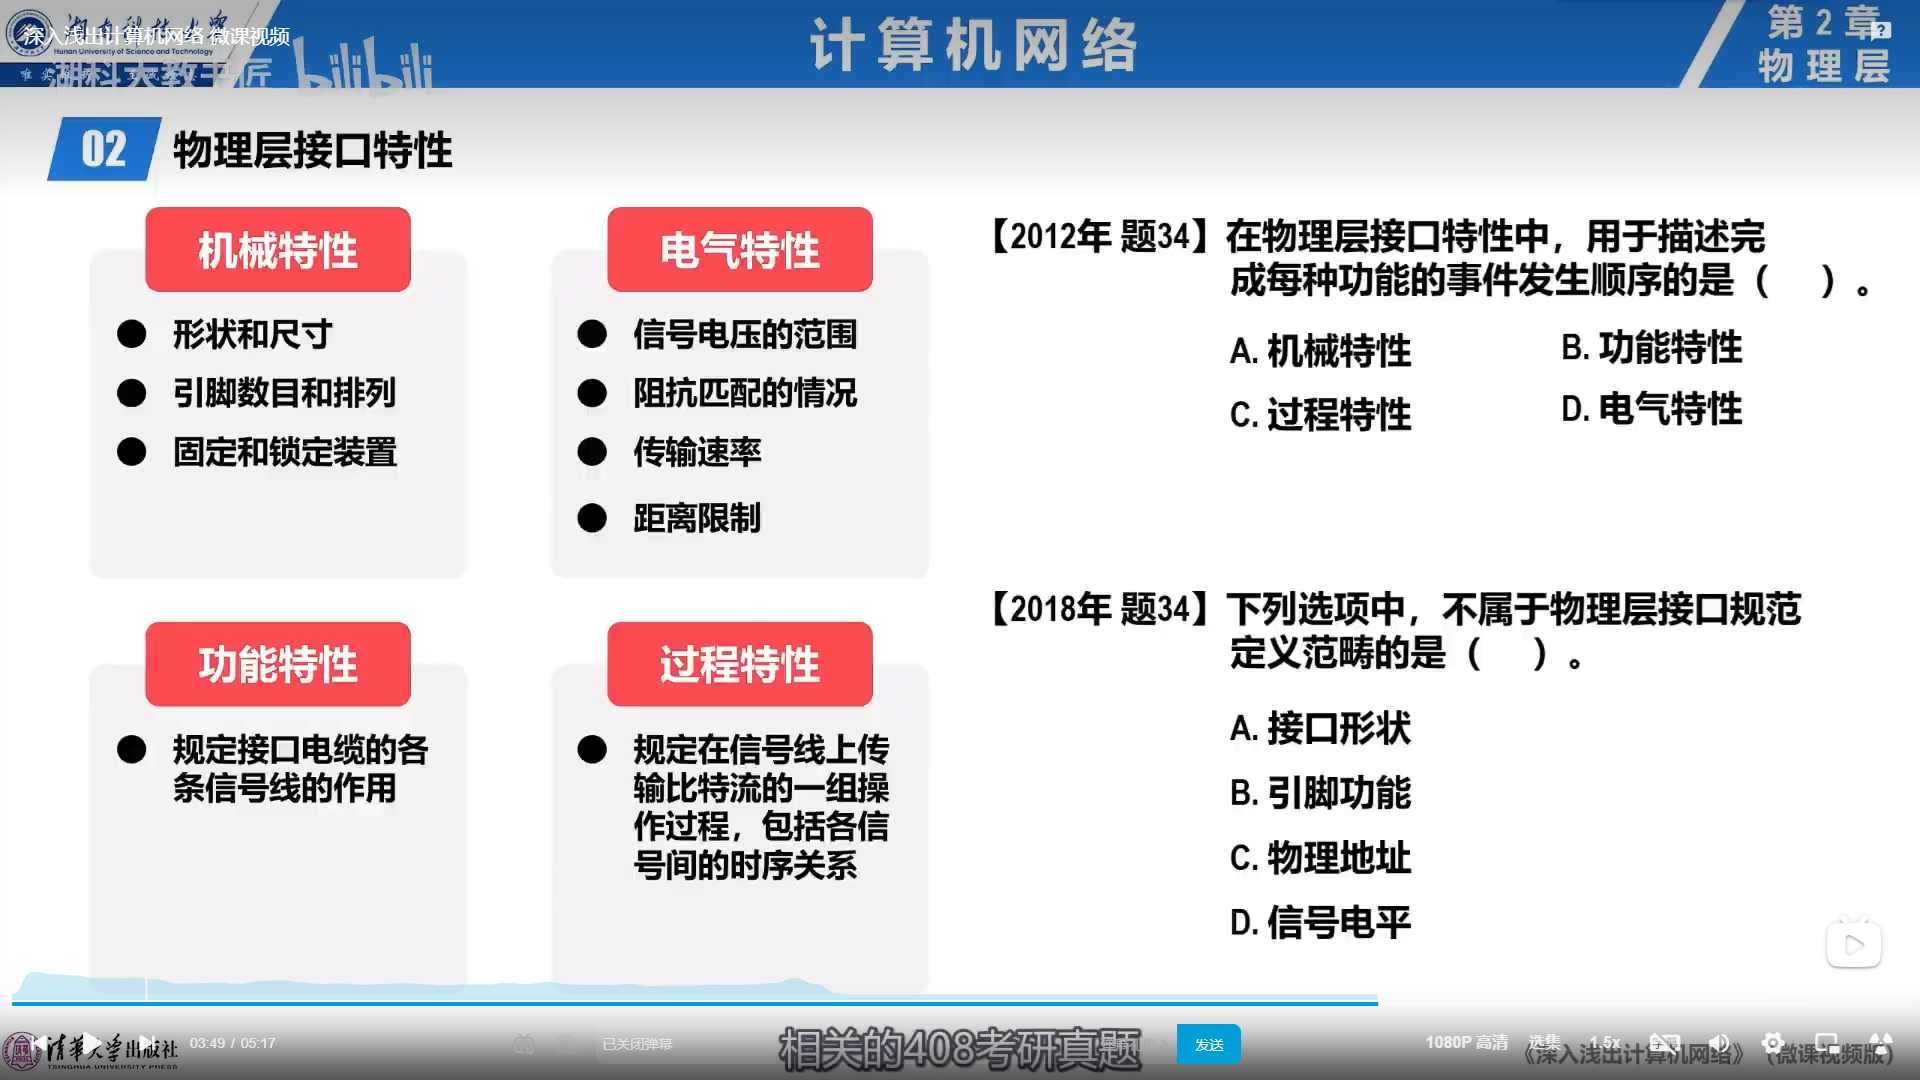 深入浅出计算机网络 微课视频
Hunan University of Science and Technology
湖科大教书匠
bilibili
计算机网络
第2章
物理层
02 物理层接口特性
机械特性
形状和尺寸
引脚数目和排列
固定和锁定装置
电气特性
信号电压的范围
阻抗匹配的情况
传输速率
距离限制
功能特性
规定接口电缆的各
条信号线的作用
过程特性
规定在信号线上传
输比特流的一组操
作过程，包括各信
号间的时序关系
【2012年 题34】在物理层接口特性中，用于描述完
成每种功能的事件发生顺序的是（ ）。
A. 机械特性 B. 功能特性
C. 过程特性 D. 电气特性
【2018年 题34】下列选项中，不属于物理层接口规范
定义范畴的是（ ）。
A. 接口形状
B. 引脚功能
C. 物理地址
D. 信号电平
清华大学出版社
TSINGHUA UNIVERSITY PRESS
03:49 / 05:17
已关闭弹幕
相关的408考研真题
发送
1080P 高清
选集
1.5x
《深入浅出计算机网络》（微课视频版）